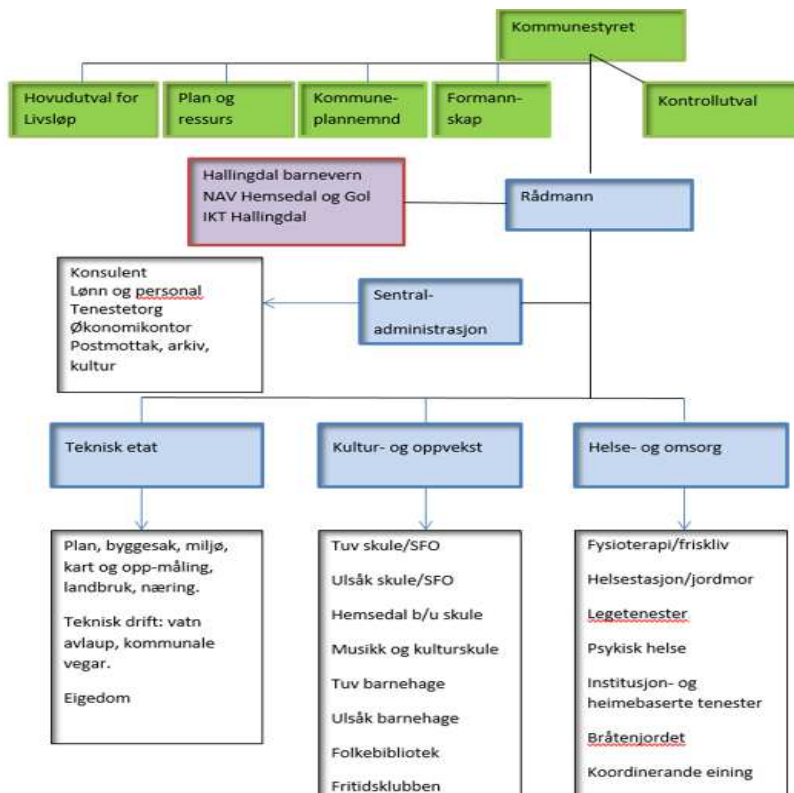 Kommunestyret
Hovudutval for
Livsløp
Plan og
ressurs
Kommune-
plannemnd
Formann-
skap
Kontrollutval
Hallingdal barnevern
NAV Hemsedal og Gol
IKT Hallingdal
Rådmann
Konsulent
Lønn og personal
Tenestetorg
Økonomikontor
Postmottak, arkiv,
kultur
Sentral-
administrasjon
Teknisk etat
Kultur- og oppvekst
Helse- og omsorg
Plan, byggesak, miljø,
kart og opp-måling,
landbruk, næring.
Teknisk drift: vatn
avlaup, kommunale
vegar.
Eigedom
Tuv skule/SFO
Ulsåk skule/SFO
Hemsedal b/u skule
Musikk og kulturskule
Tuv barnehage
Ulsåk barnehage
Folkebibliotek
Fritidsklubben
Fysioterapi/friskliv
Helsestasjon/jordmor
Legetenester
Psykisk helse
Institusjon- og
heimebaserte tenester
Bråtenjordet
Koordinerande eining